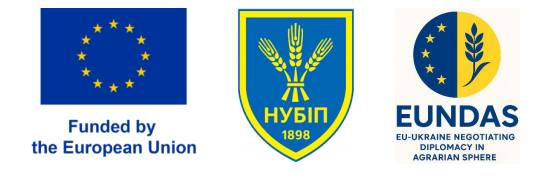 Funded by
the European Union
НУБІП
1898
EUNDAS
EU-UKRAINE NEGOTIATING
DIPLOMACY IN
AGRARIAN SPHERE